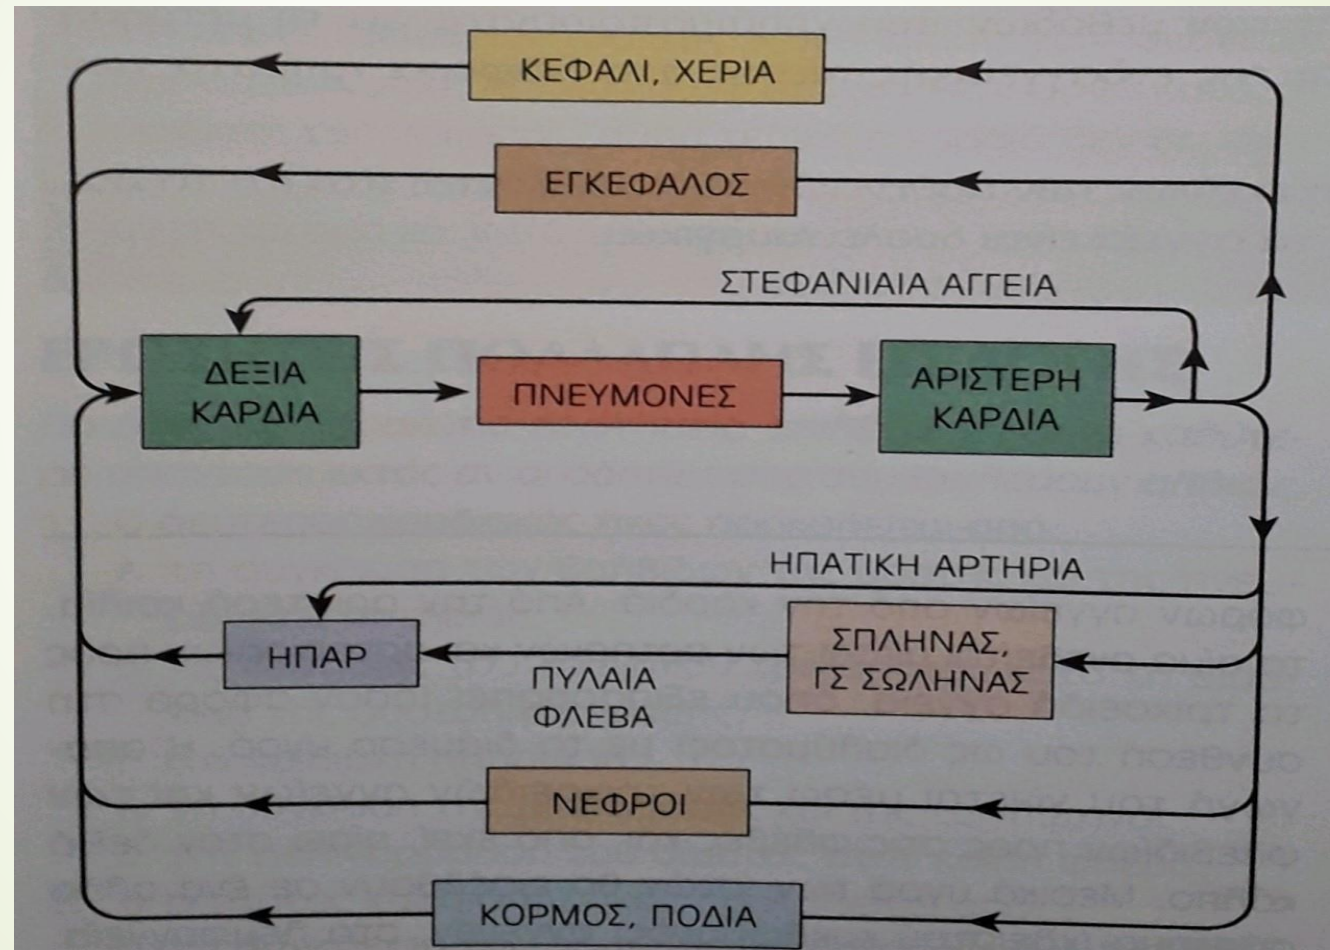 ΚΕΦΑΛΙ, ΧΕΡΙΑ
ΕΓΚΕΦΑΛΟΣ
ΣΤΕΦΑΝΙΑΙΑ ΑΓΓΕΙΑ
ΔΕΞΙΑ
ΚΑΡΔΙΑ
ΠΝΕΥΜΟΝΕΣ
ΑΡΙΣΤΕΡΗ
ΚΑΡΔΙΑ
ΗΠΑΤΙΚΗ ΑΡΤΗΡΙΑ
ΗΠΑΡ
ΠΥΛΑΙΑ
ΦΛΕΒΑ
ΣΠΛΗΝΑΣ,
ΓΣ ΣΩΛΗΝΑΣ
ΝΕΦΡΟΙ
ΚΟΡΜΟΣ, ΠΟΔΙΑ